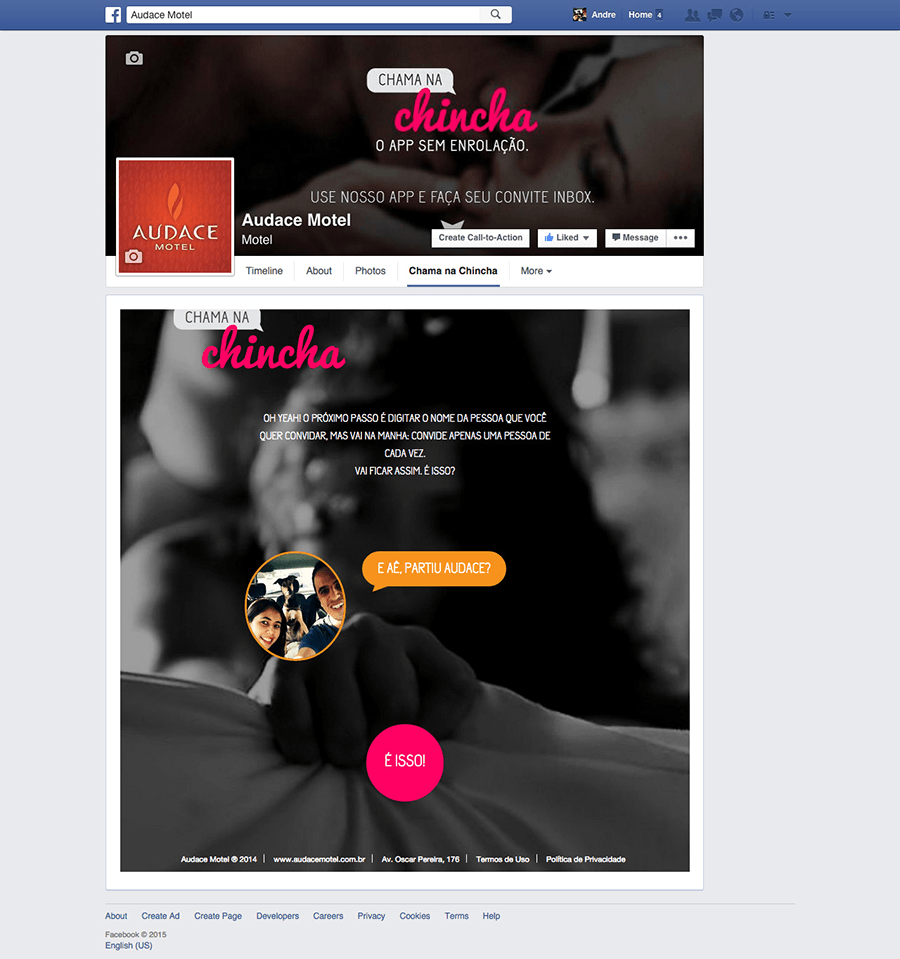 Audace Motel
Andre
Home 4
CHAMA NA
chincha
O APP SEM ENROLAÇÃO.
USE NOSSO APP E FAÇA SEU CONVITE INBOX.
AUDACE
MOTEL
Audace Motel
Motel
Create Call-to-Action
Liked
Message
Timeline
About
Photos
Chama na Chincha
More
CHAMA NA
chincha
OH YEAH! O PRÓXIMO PASSO É DIGITAR O NOME DA PESSOA QUE VOCÊ
QUER CONVIDAR, MAS VAI NA MANHA: CONVIDE APENAS UMA PESSOA DE
CADA VEZ.
VAI FICAR ASSIM. É ISSO?
E AÊ, PARTIU AUDACE?
É ISSO!
Audace Motel ® 2014 | www.audacemotel.com.br | Av. Oscar Pereira, 176 | Termos de Uso | Política de Privacidade
About Create Ad Create Page Developers Careers Privacy Cookies Terms Help
Facebook © 2015
English (US)